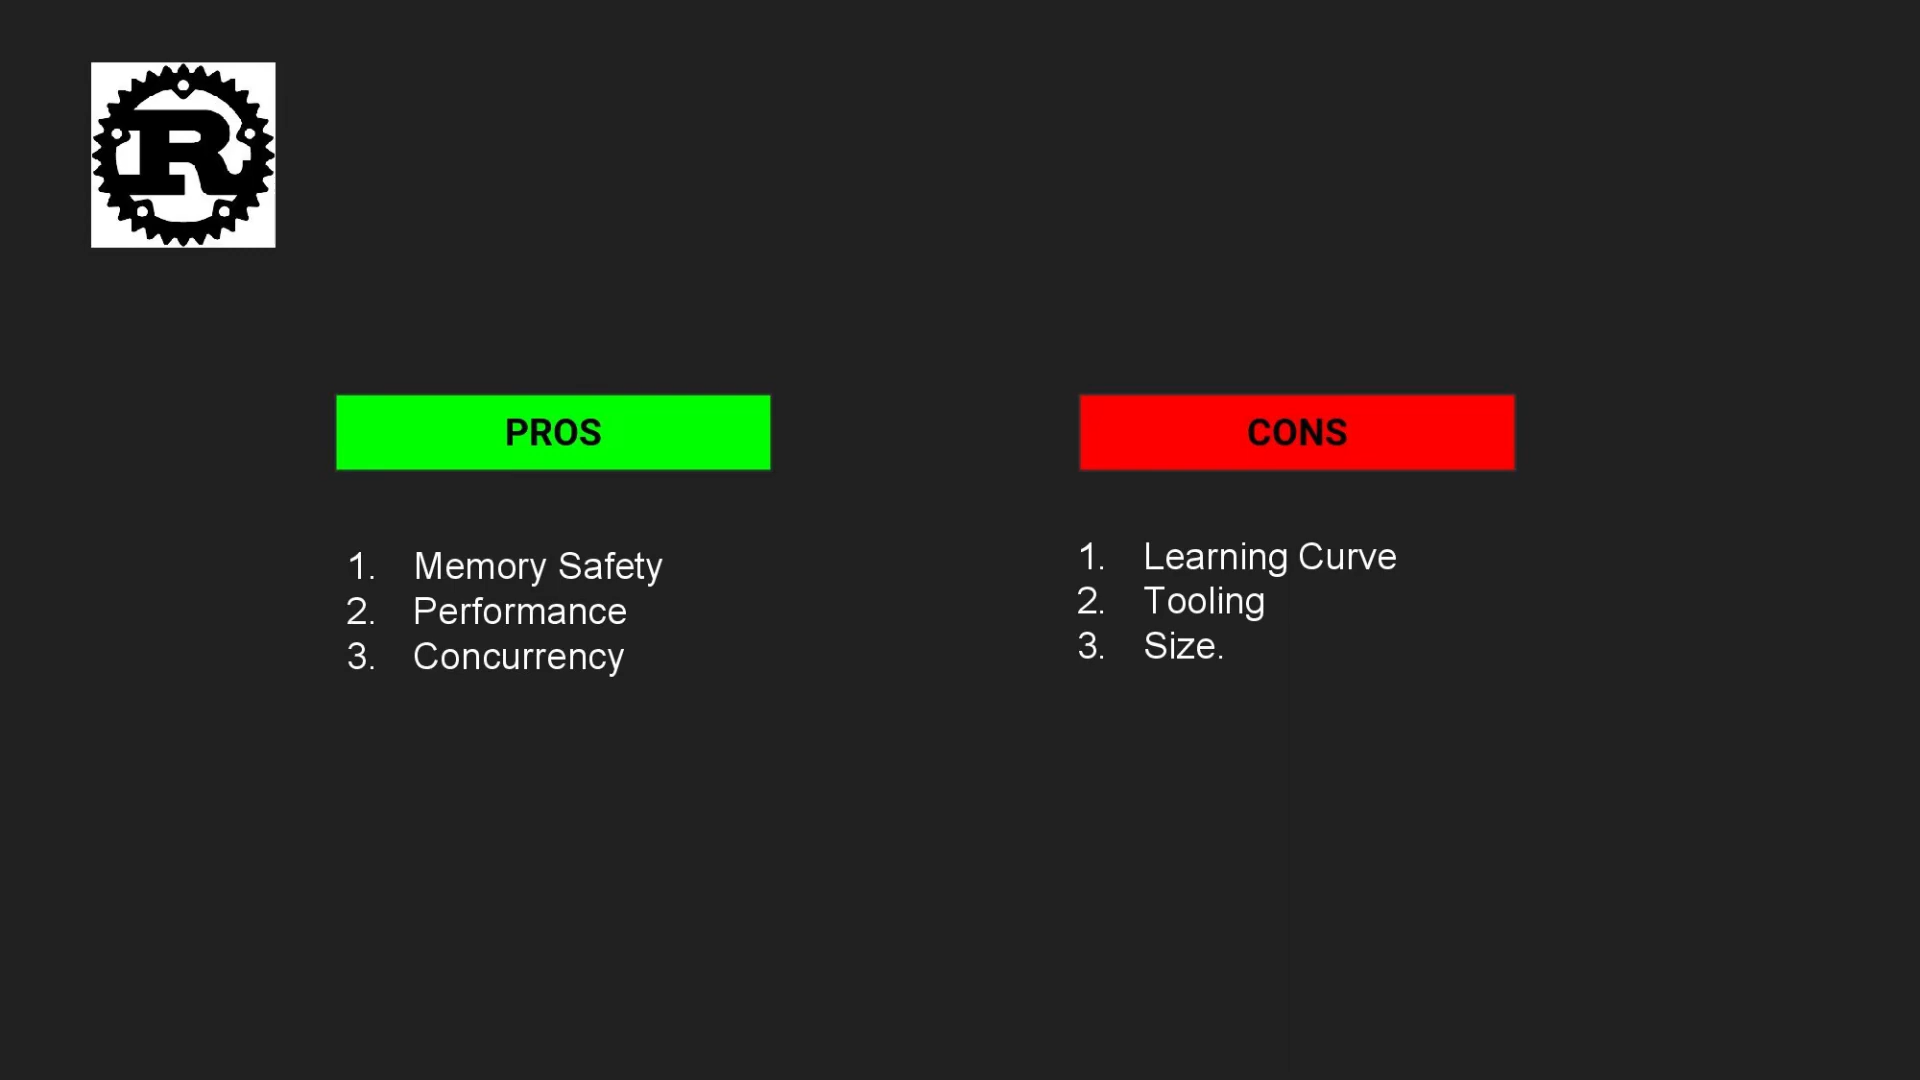 R
PROS
CONS
1. Memory Safety
2. Performance
3. Concurrency
1. Learning Curve
2. Tooling
3. Size.